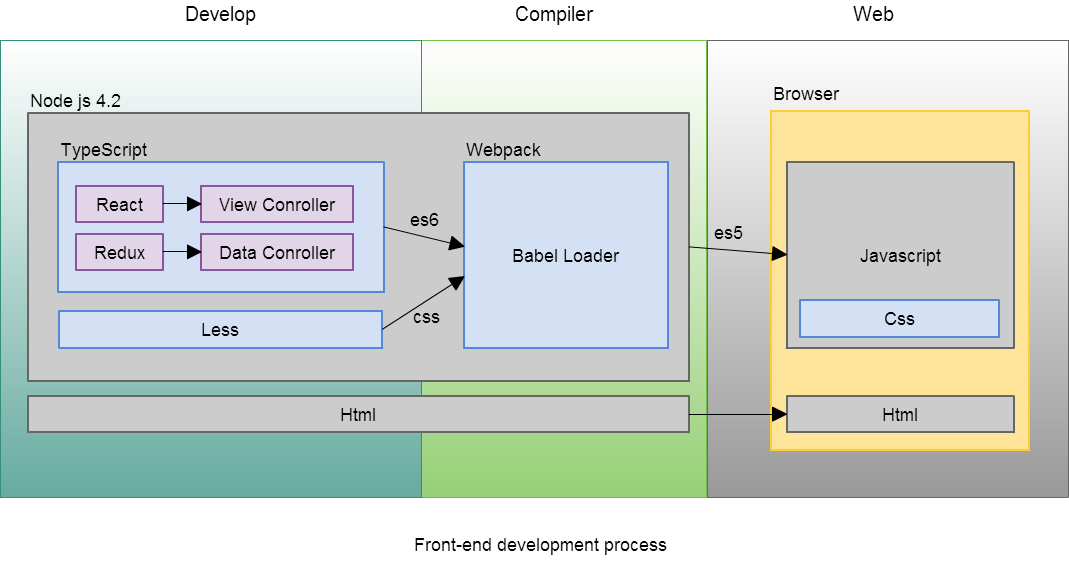 Develop
Compiler
Web
Node js 4.2
Browser
TypeScript
Webpack
React
View Conroller
es6
Redux
Data Conroller
Babel Loader
es5
Javascript
Less
css
Css
Html
Html
Front-end development process